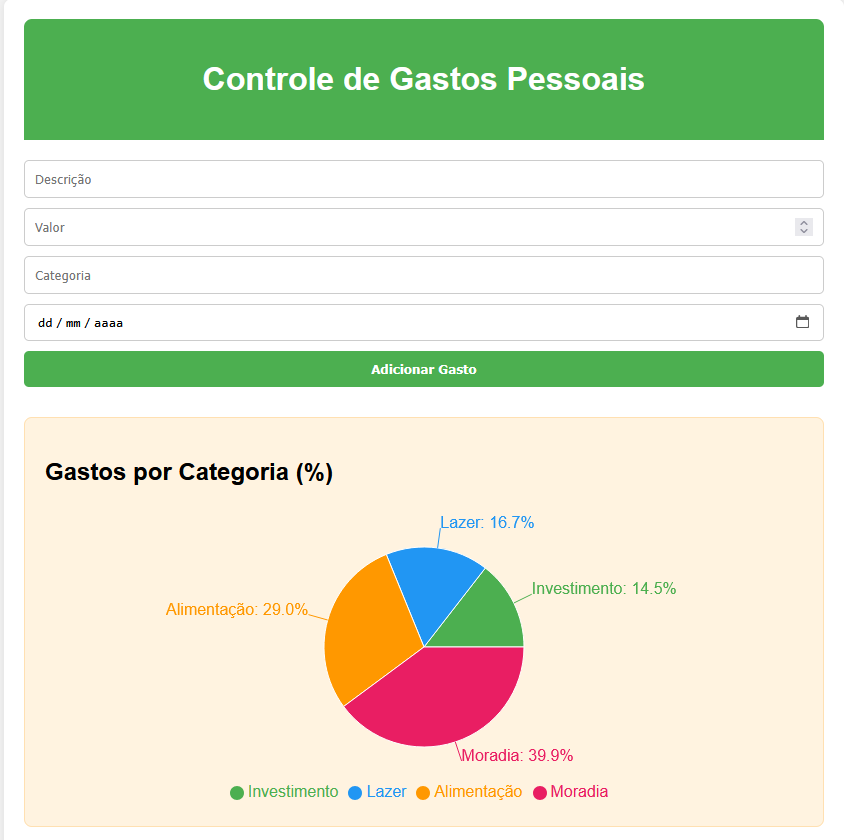 Controle de Gastos Pessoais
Descrição
Valor
Categoria
dd / mm / aaaa
Adicionar Gasto
Gastos por Categoria (%)
Lazer: 16.7%
Investimento: 14.5%
Alimentação: 29.0%
Moradia: 39.9%
Investimento Lazer Alimentação Moradia